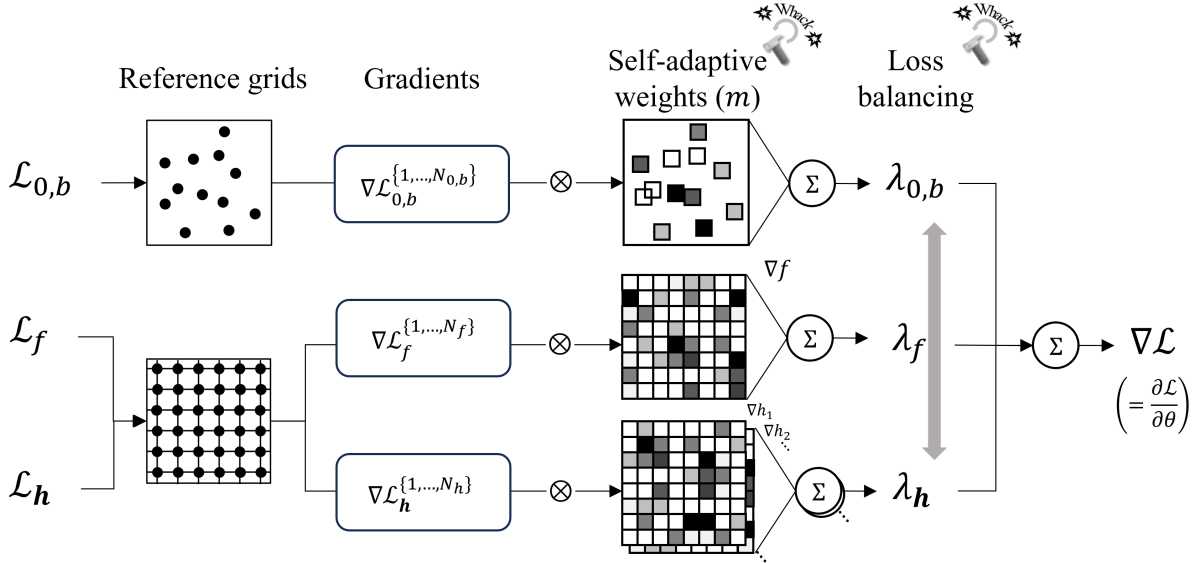 Whack
Whack
Reference grids
Gradients
Self-adaptive
weights (m)
Loss
balancing
ℒ₀,b
∇ℒ₀,b^{1,…,N₀,b}
⊗
Σ
λ₀,b
∇f
ℒf
∇ℒf^{1,…,Nf}
⊗
Σ
λf
Σ
∇ℒ
(= ∂ℒ/∂θ)
∇h₁
∇h₂
⋱
ℒ𝒉
∇ℒ𝒉^{1,…,Nh}
⊗
Σ
λ𝒉
⋱
⋱